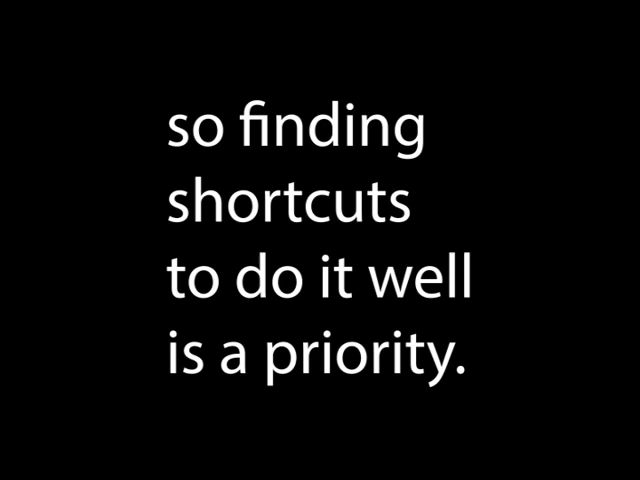 so finding
shortcuts
to do it well
is a priority.